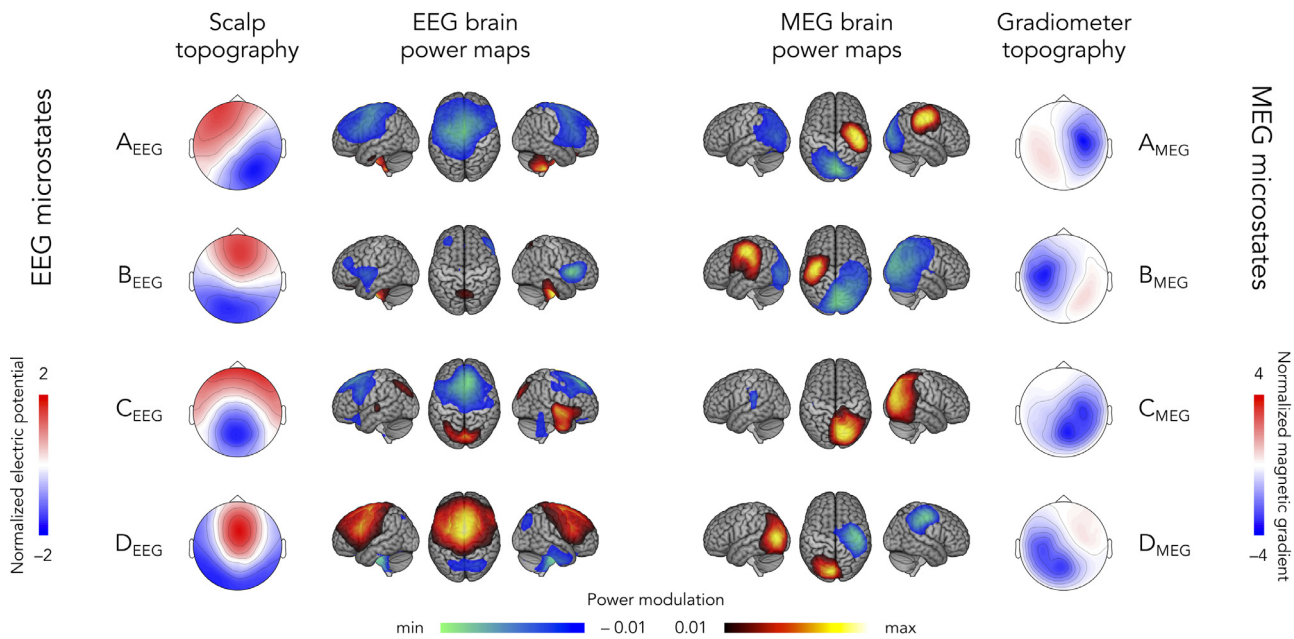 Scalp
topography
EEG brain
power maps
MEG brain
power maps
Gradiometer
topography
EEG microstates
MEG microstates
A_EEG
A_MEG
B_EEG
B_MEG
C_EEG
C_MEG
D_EEG
D_MEG
Normalized electric potential
2
−2
Normalized magnetic gradient
4
−4
Power modulation
min
− 0.01
0.01
max